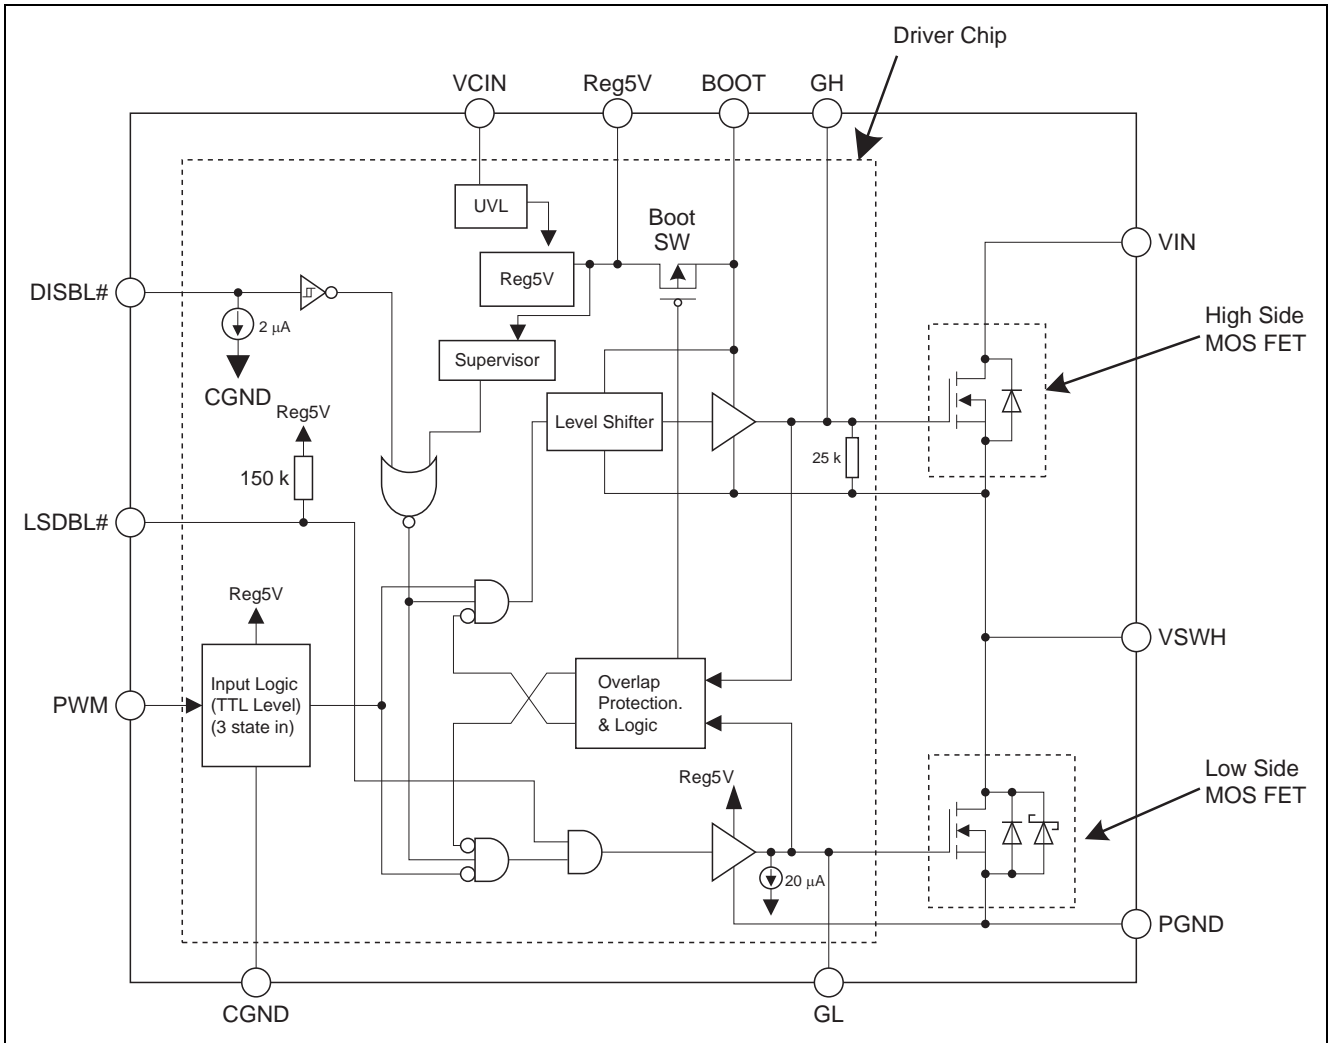 Driver Chip
VCIN
Reg5V
BOOT
GH
UVL
Boot
SW
VIN
Reg5V
DISBL#
2 μA
High Side
MOS FET
Supervisor
CGND
Reg5V
Level Shifter
25 k
150 k
LSDBL#
Reg5V
VSWH
Input Logic
(TTL Level)
(3 state in)
Overlap
Protection.
& Logic
PWM
Reg5V
Low Side
MOS FET
20 μA
PGND
CGND
GL